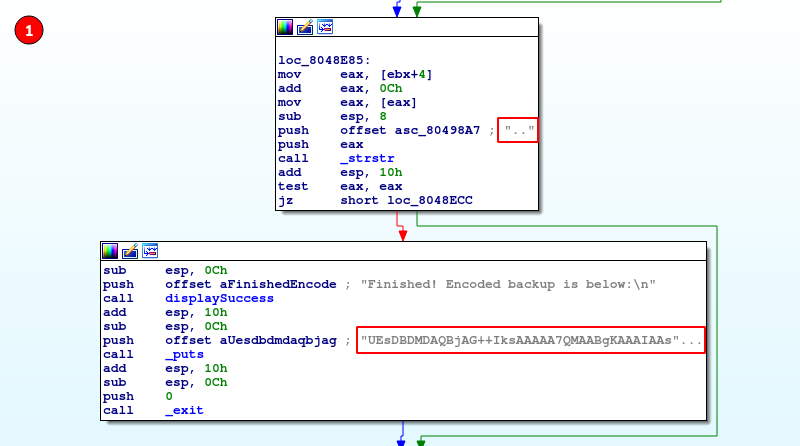 1
loc_8048E85:
mov eax, [ebx+4]
add eax, 0Ch
mov eax, [eax]
sub esp, 8
push offset asc_80498A7 ; ".."
push eax
call _strstr
add esp, 10h
test eax, eax
jz short loc_8048ECC
sub esp, 0Ch
push offset aFinishedEncode ; "Finished! Encoded backup is below:\n"
call displaySuccess
add esp, 10h
sub esp, 0Ch
push offset aUesdbdmdaqbjag ; "UEsDBDMDAQBjAG++IksAAAAA7QMAABgKAAAIAAs"...
call _puts
add esp, 10h
sub esp, 0Ch
push 0
call _exit